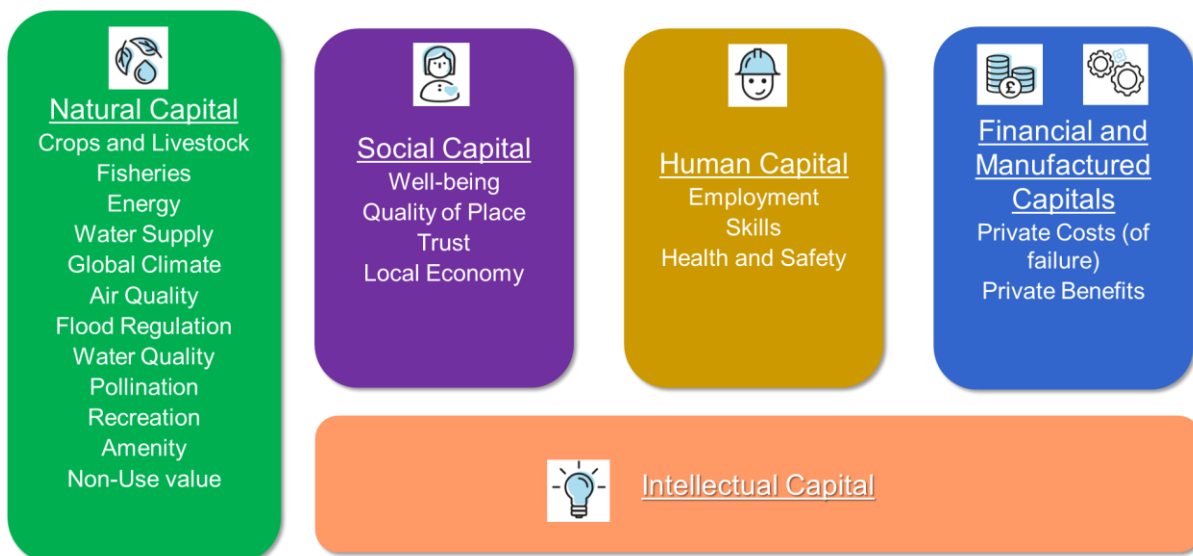 Natural Capital
Crops and Livestock
Fisheries
Energy
Water Supply
Global Climate
Air Quality
Flood Regulation
Water Quality
Pollination
Recreation
Amenity
Non-Use value
Social Capital
Well-being
Quality of Place
Trust
Local Economy
Human Capital
Employment
Skills
Health and Safety
£
Financial and
Manufactured
Capitals
Private Costs (of
failure)
Private Benefits
Intellectual Capital